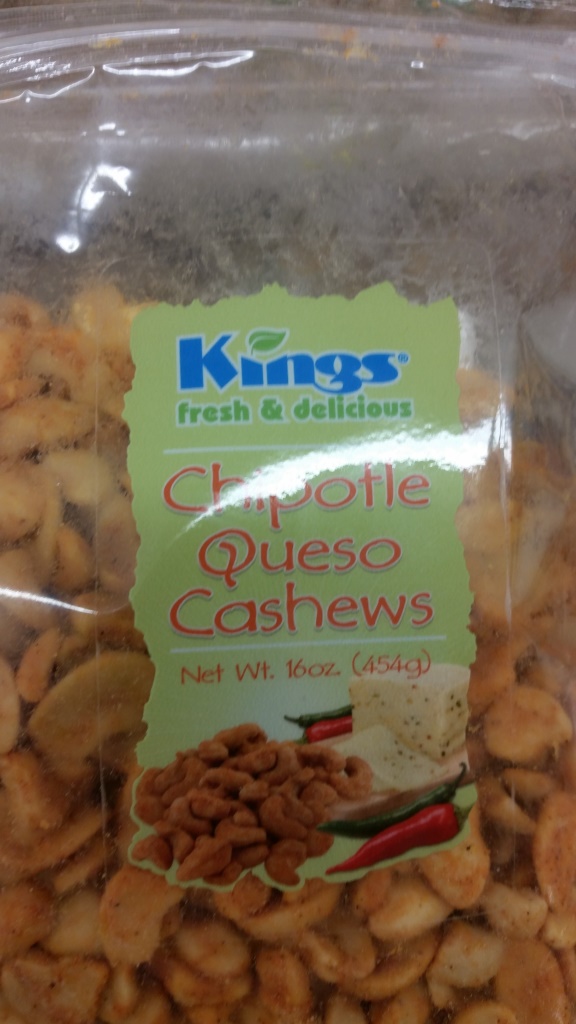 Kings®
fresh & delicious
Chipotle
Queso
Cashews
Net Wt. 16oz. (454g)